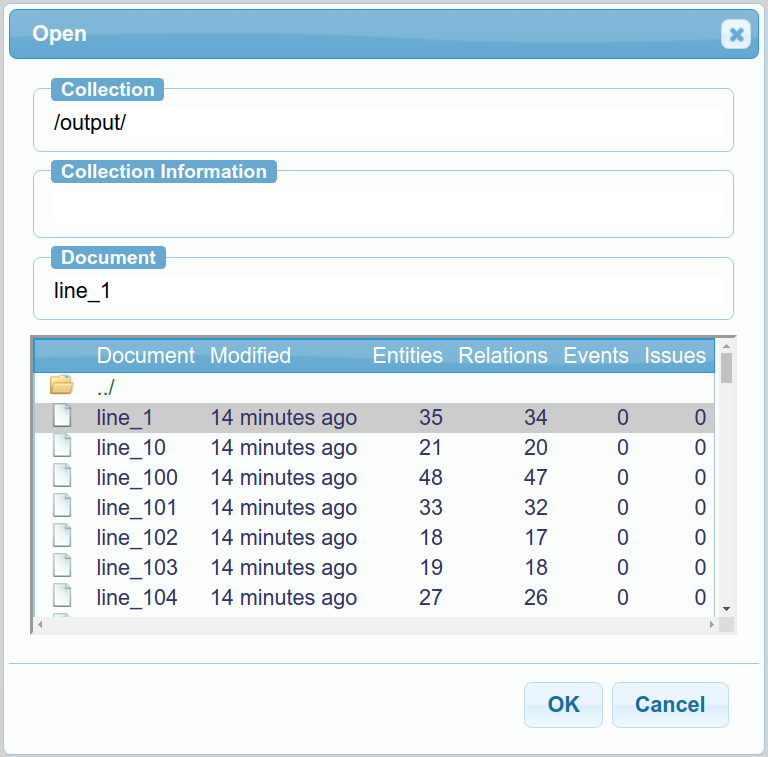 Open
Collection
/output/
Collection Information
Document
line_1
Document Modified Entities Relations Events Issues
../
line_1 14 minutes ago 35 34 0 0
line_10 14 minutes ago 21 20 0 0
line_100 14 minutes ago 48 47 0 0
line_101 14 minutes ago 33 32 0 0
line_102 14 minutes ago 18 17 0 0
line_103 14 minutes ago 19 18 0 0
line_104 14 minutes ago 27 26 0 0
OK Cancel